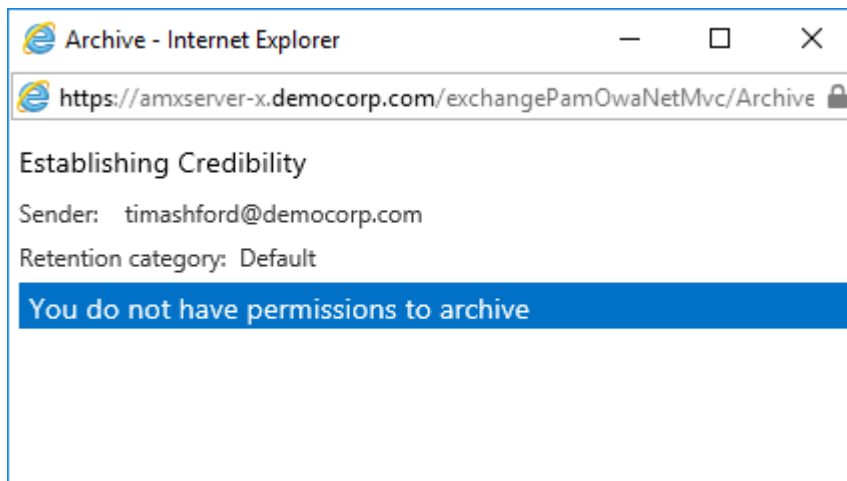 Archive - Internet Explorer
https://amxserver-x.democorp.com/exchangePamOwaNetMvc/Archive
Establishing Credibility
Sender: timashford@democorp.com
Retention category: Default
You do not have permissions to archive